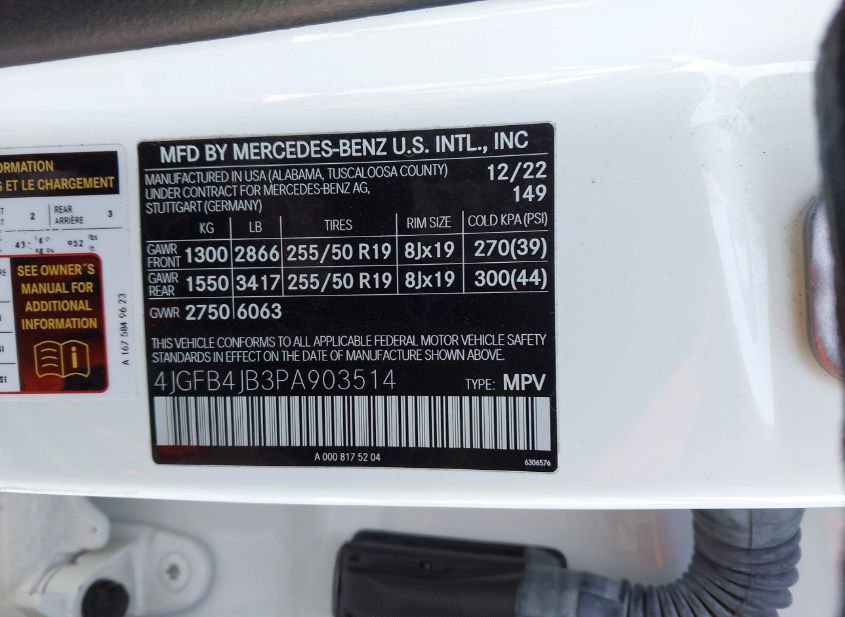 MFD BY MERCEDES-BENZ U.S. INTL., INC
MANUFACTURED IN USA (ALABAMA, TUSCALOOSA COUNTY) 12/22
UNDER CONTRACT FOR MERCEDES-BENZ AG, 149
STUTTGART (GERMANY)
KG LB TIRES RIM SIZE COLD KPA (PSI)
GAWR FRONT 1300 2866 255/50 R19 8Jx19 270(39)
GAWR REAR 1550 3417 255/50 R19 8Jx19 300(44)
GVWR 2750 6063
THIS VEHICLE CONFORMS TO ALL APPLICABLE FEDERAL MOTOR VEHICLE SAFETY
STANDARDS IN EFFECT ON THE DATE OF MANUFACTURE SHOWN ABOVE.
4JGFB4JB3PA903514 TYPE: MPV
A 000 817 52 04
6306576
ET LE CHARGEMENT
2 REAR 3
ARRIÈRE
952 lbs
SEE OWNER'S
MANUAL FOR
ADDITIONAL
INFORMATION
A 167 584 96 23